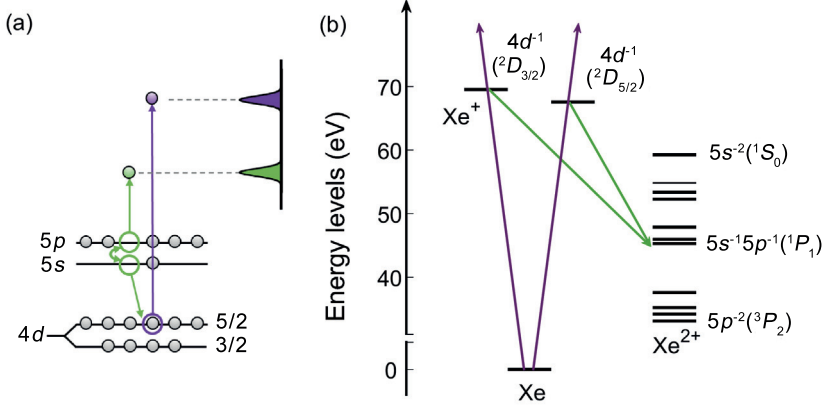 (a)
5p
5s
4d
5/2
3/2
(b)
Energy levels (eV)
70
60
50
40
0
4d⁻¹
(²D₃/₂)
4d⁻¹
(²D₅/₂)
Xe⁺
Xe
5s⁻²(¹S₀)
5s⁻¹5p⁻¹(¹P₁)
5p⁻²(³P₂)
Xe²⁺